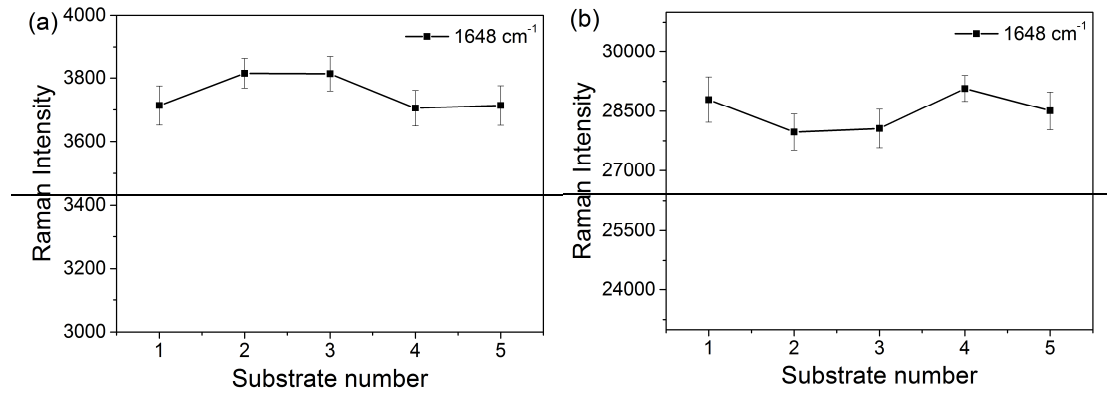 (a)
1648 cm⁻¹
4000
3800
3600
3400
3200
3000
Raman Intensity
1 2 3 4 5
Substrate number
(b)
1648 cm⁻¹
30000
28500
27000
25500
24000
Raman Intensity
1 2 3 4 5
Substrate number